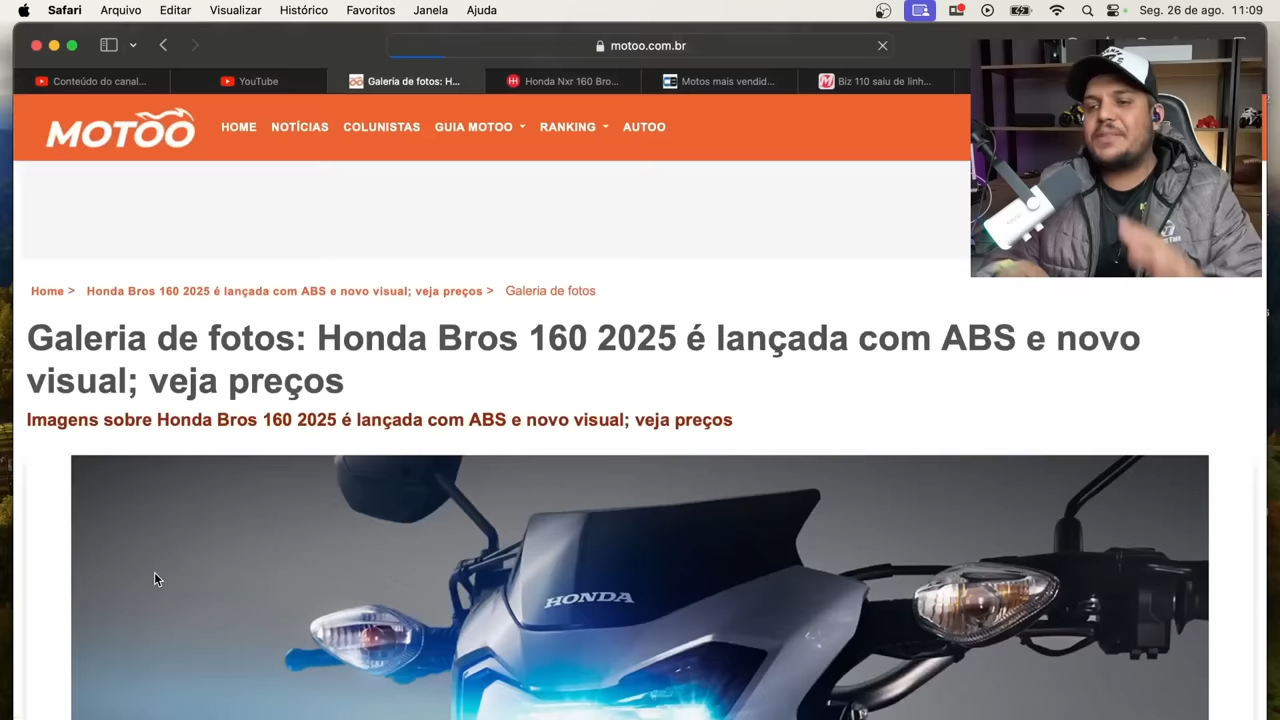 Safari Arquivo Editar Visualizar Histórico Favoritos Janela Ajuda Seg. 26 de ago. 11:09
motoo.com.br
Conteúdo do canal... YouTube Galeria de fotos: H... Honda Nxr 160 Bro... Motos mais vendid... Biz 110 saiu de linh...
MOTOO HOME NOTÍCIAS COLUNISTAS GUIA MOTOO RANKING AUTOO
Home > Honda Bros 160 2025 é lançada com ABS e novo visual; veja preços > Galeria de fotos
Galeria de fotos: Honda Bros 160 2025 é lançada com ABS e novo
visual; veja preços
Imagens sobre Honda Bros 160 2025 é lançada com ABS e novo visual; veja preços
HONDA